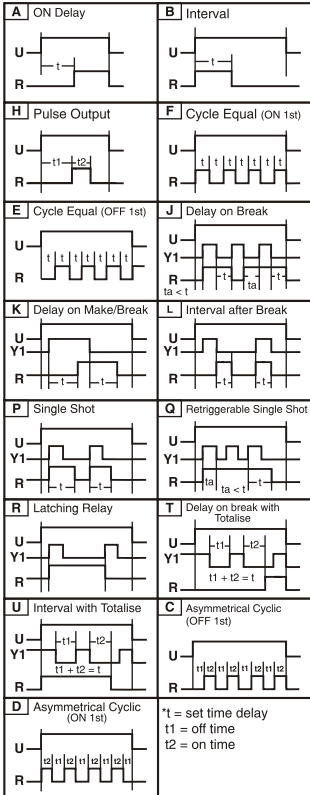 A ON Delay
U
t
R
B Interval
U
t
R
H Pulse Output
U
t1 t2
R
F Cycle Equal (ON 1st)
U
t t t t t t
R
E Cycle Equal (OFF 1st)
U
t t t t t t
R
J Delay on Break
U
Y1
R
t ta t
ta < t
K Delay on Make/Break
U
Y1
R
t t
L Interval after Break
U
Y1
R
t t
P Single Shot
U
Y1
R
t t
Q Retriggerable Single Shot
U
Y1
R
ta t
ta < t
R Latching Relay
U
Y1
R
T Delay on break with
Totalise
U
t1 t2
Y1
t1 + t2 = t
R
U Interval with Totalise
U
t1 t2
Y1
t1 + t2 = t
R
C Asymmetrical Cyclic
(OFF 1st)
U
t1 t2 t1 t2 t1 t2 t1 t2
R
D Asymmetrical Cyclic
(ON 1st)
U
t2 t1 t2 t1 t2 t1 t2 t1
R
*t = set time delay
t1 = off time
t2 = on time